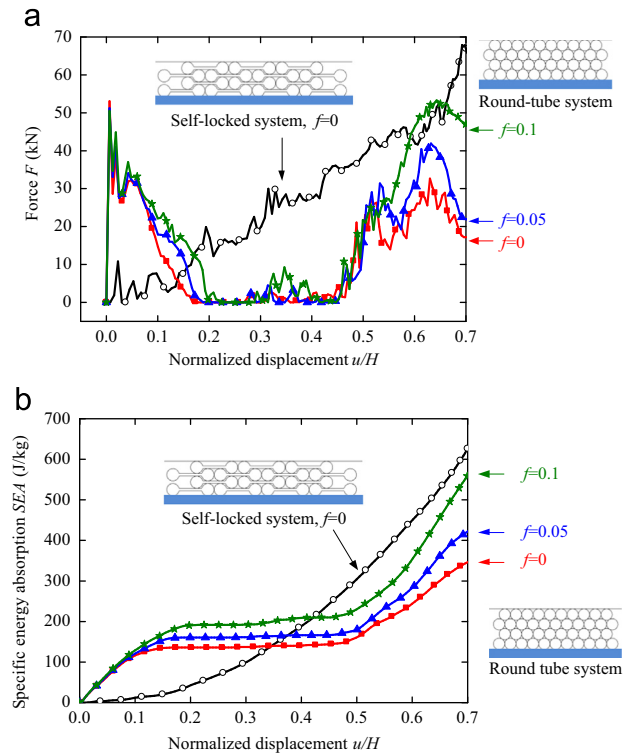 a
70
60
50
40
30
20
10
0
Force F (kN)
Self-locked system, f=0
Round-tube system
f=0.1
f=0.05
f=0
0.0 0.1 0.2 0.3 0.4 0.5 0.6 0.7
Normalized displacement u/H
b
700
600
500
400
300
200
100
0
Specific energy absorption SEA (J/kg)
Self-locked system, f=0
f=0.1
f=0.05
f=0
Round tube system
0.0 0.1 0.2 0.3 0.4 0.5 0.6 0.7
Normalized displacement u/H